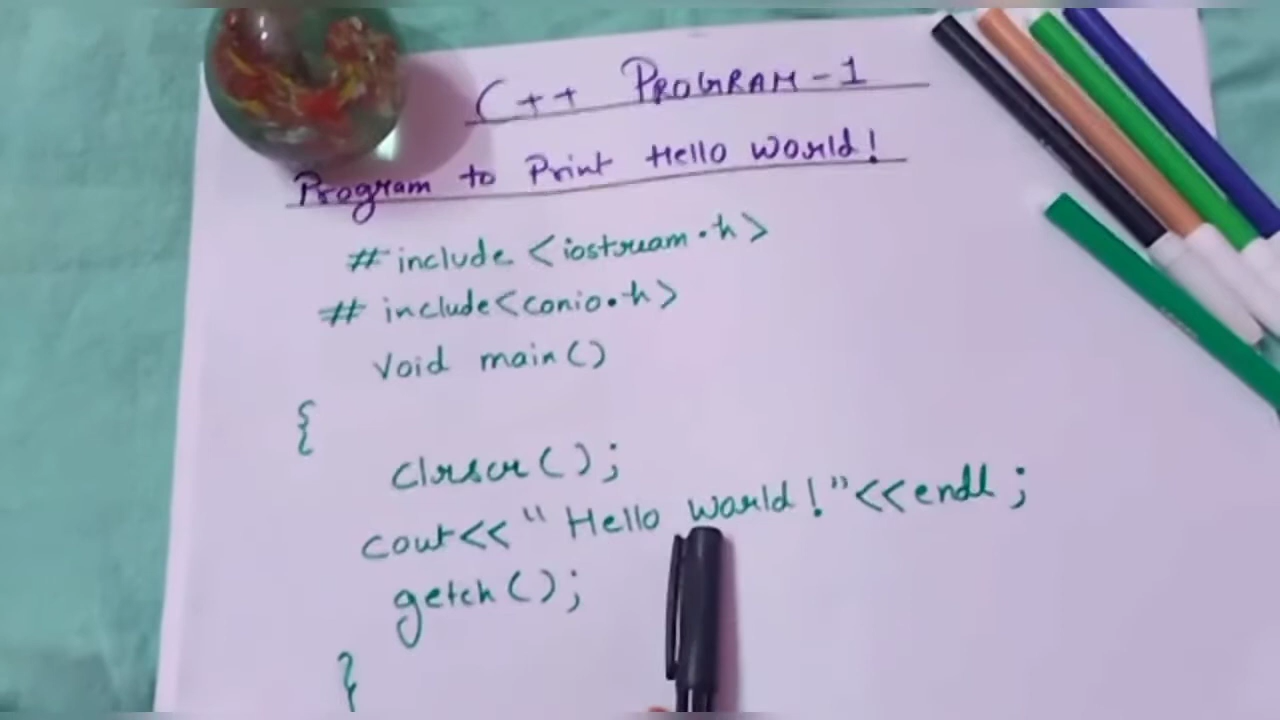 C++ PROGRAM-1
Program to Print Hello World!
#include <iostream.h>
# include<conio.h>
void main()
{
clrscr();
cout<< "Hello world!"<<endl;
getch();
}